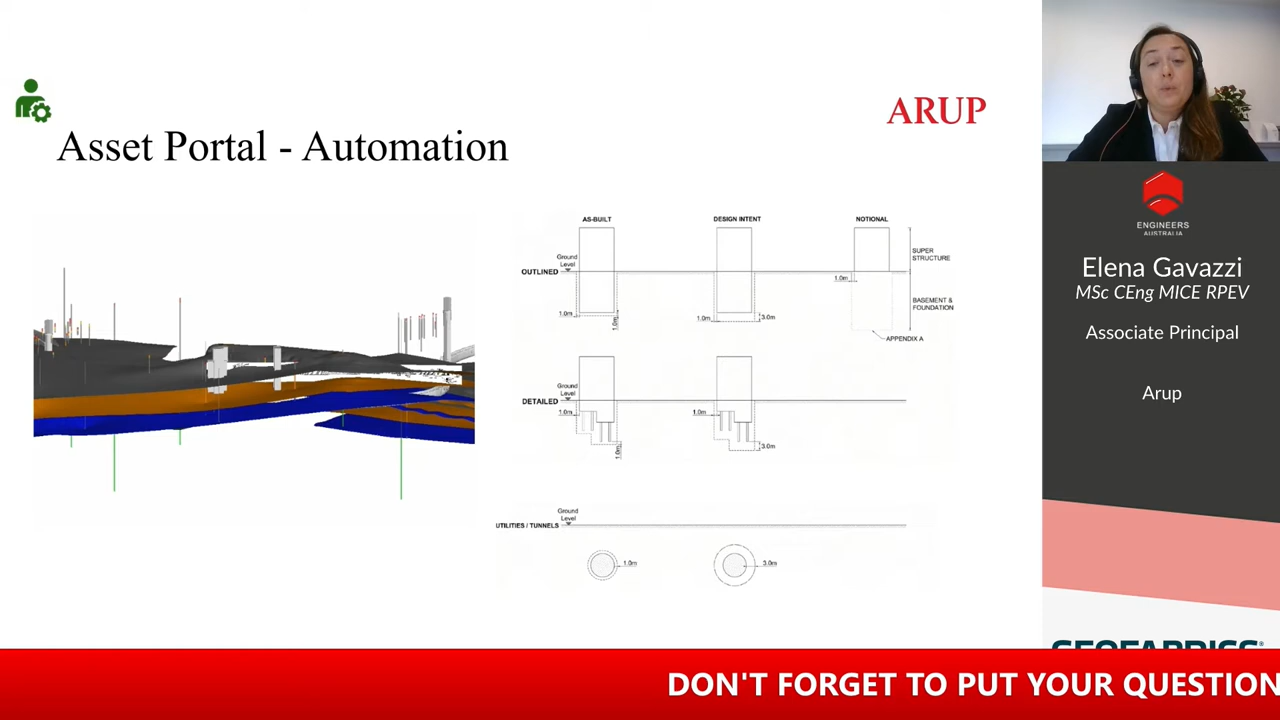 ARUP
Asset Portal - Automation
AS-BUILT
DESIGN INTENT
NOTIONAL
Ground
Level
OUTLINED
SUPER
STRUCTURE
1.0m
BASEMENT &
FOUNDATION
1.0m
1.0m
1.0m
3.0m
APPENDIX A
Ground
Level
DETAILED
1.0m
1.0m
1.0m
3.0m
Ground
Level
UTILITIES / TUNNELS
1.0m
3.0m
ENGINEERS
AUSTRALIA
Elena Gavazzi
MSc CEng MICE RPEV
Associate Principal
Arup
GEOFABRICS®
DON'T FORGET TO PUT YOUR QUESTION